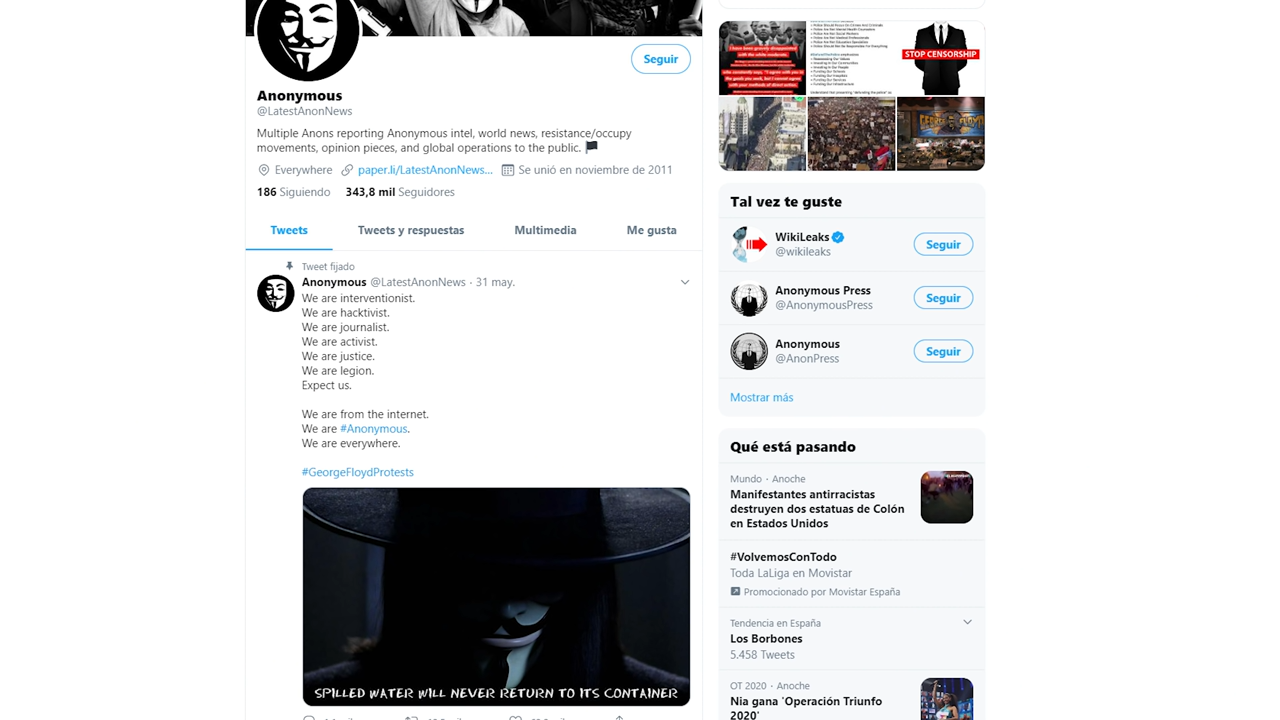 Seguir
Anonymous
@LatestAnonNews
Multiple Anons reporting Anonymous intel, world news, resistance/occupy
movements, opinion pieces, and global operations to the public.
Everywhere
paper.li/LatestAnonNews...
Se unió en noviembre de 2011
186 Siguiendo
343,8 mil Seguidores
Tweets
Tweets y respuestas
Multimedia
Me gusta
Tweet fijado
Anonymous @LatestAnonNews · 31 may.
We are interventionist.
We are hacktivist.
We are journalist.
We are activist.
We are justice.
We are legion.
Expect us.
We are from the internet.
We are #Anonymous.
We are everywhere.
#GeorgeFloydProtests
SPILLED WATER WILL NEVER RETURN TO ITS CONTAINER
STOP CENSORSHIP
Tal vez te guste
WikiLeaks
@wikileaks
Seguir
Anonymous Press
@AnonymousPress
Seguir
Anonymous
@AnonPress
Seguir
Mostrar más
Qué está pasando
Mundo · Anoche
Manifestantes antirracistas
destruyen dos estatuas de Colón
en Estados Unidos
#VolvemosConTodo
Toda LaLiga en Movistar
Promocionado por Movistar España
Tendencia en España
Los Borbones
5.458 Tweets
OT 2020 · Anoche
Nia gana 'Operación Triunfo
2020'